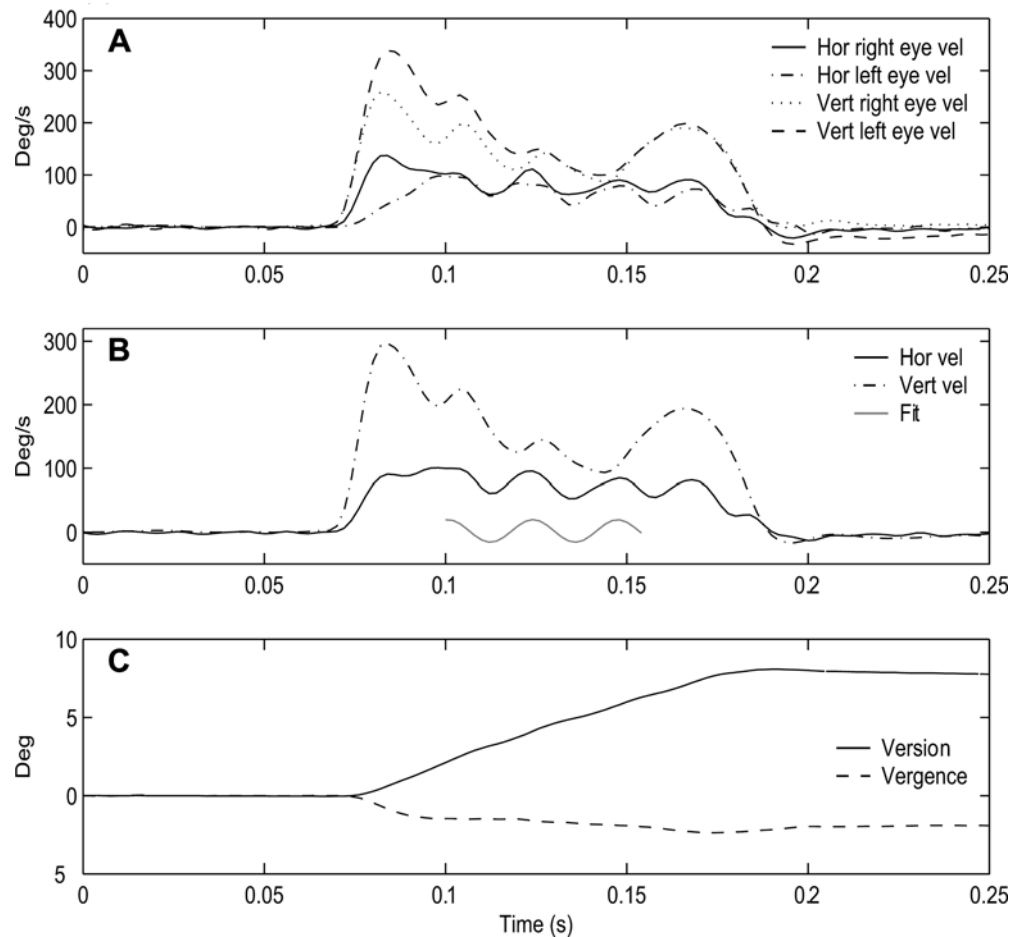 A
400
300
200
100
0
Deg/s
Hor right eye vel
Hor left eye vel
Vert right eye vel
Vert left eye vel
0 0.05 0.1 0.15 0.2 0.25
B
300
200
100
0
Deg/s
Hor vel
Vert vel
Fit
0 0.05 0.1 0.15 0.2 0.25
C
10
5
0
5
Deg
Version
Vergence
0 0.05 0.1 0.15 0.2 0.25
Time (s)